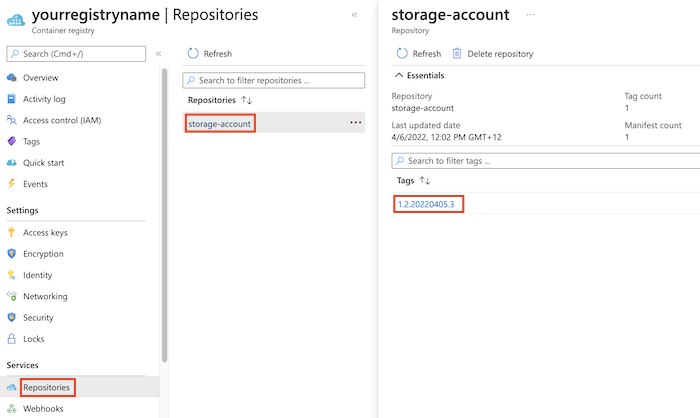 yourregistryname | Repositories
Container registry
«
Search (Cmd+/)
«
Overview
Activity log
Access control (IAM)
Tags
Quick start
Events
Settings
Access keys
Encryption
Identity
Networking
Security
Locks
Services
Repositories
Webhooks
Refresh
Search to filter repositories ...
Repositories ↑↓
storage-account ...
storage-account ...
Repository
Refresh Delete repository
Essentials
Repository Tag count
storage-account 1
Last updated date Manifest count
4/6/2022, 12:02 PM GMT+12 1
Search to filter tags ...
Tags ↑↓
1.2.20220405.3